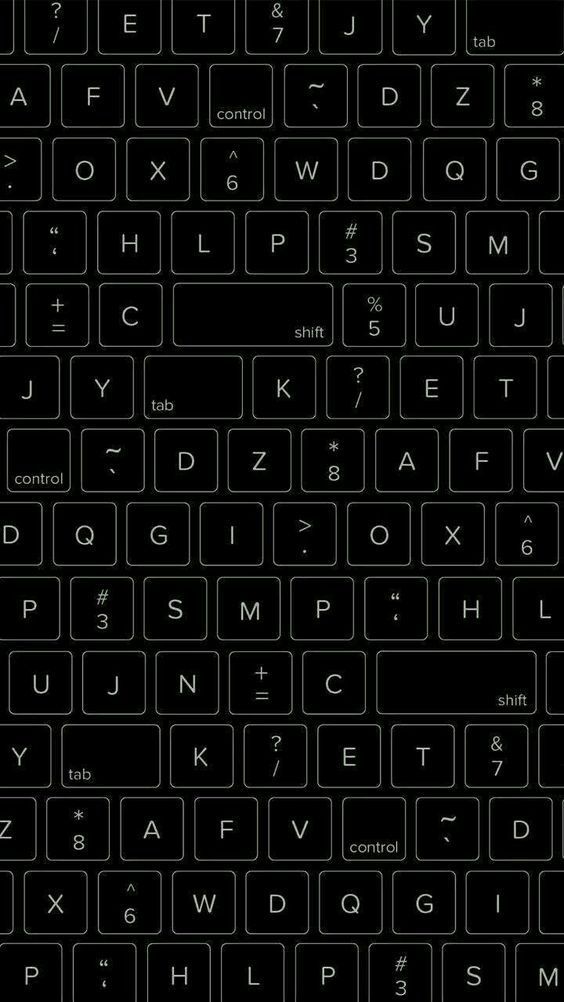 ? / E T & 7 J Y tab
A F V control ~ ` D Z * 8
> . O X ^ 6 W D Q G
“ ‘ H L P # 3 S M
+ = C shift % 5 U J
J Y tab K ? / E T
control ~ ` D Z * 8 A F V
D Q G I > . O X ^ 6
P # 3 S M P “ ‘ H L
U J N + = C shift
Y tab K ? / E T & 7
Z * 8 A F V control ~ ` D
X ^ 6 W D Q G I
P “ ‘ H L P # 3 S M